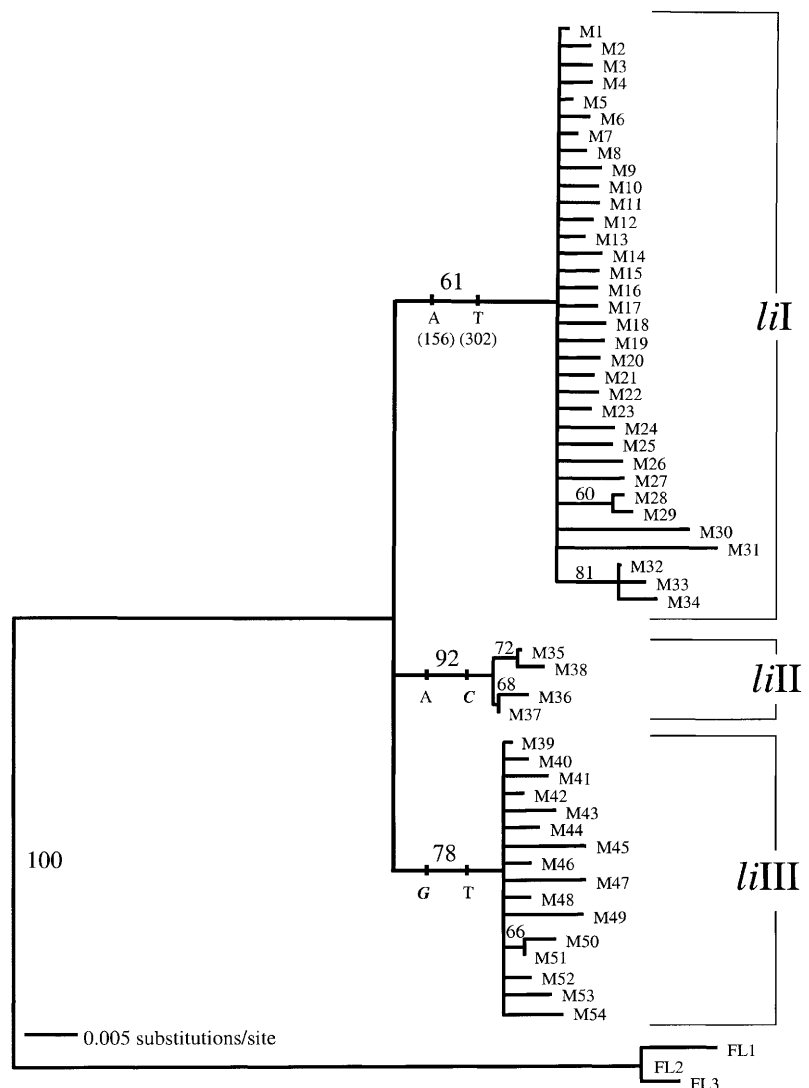 M1
M2
M3
M4
M5
M6
M7
M8
M9
M10
M11
M12
M13
M14
61
M15
M16
A T
M17
liI
(156) (302)
M18
M19
M20
M21
M22
M23
M24
M25
M26
M27
60
M28
M29
M30
M31
81
M32
M33
M34
72
M35
92
M38
liII
68
A C
M36
M37
M39
M40
M41
M42
M43
M44
78
M45
100
M46
liIII
M47
G T
M48
M49
66
M50
M51
M52
M53
M54
0.005 substitutions/site
FL1
FL2
FL3